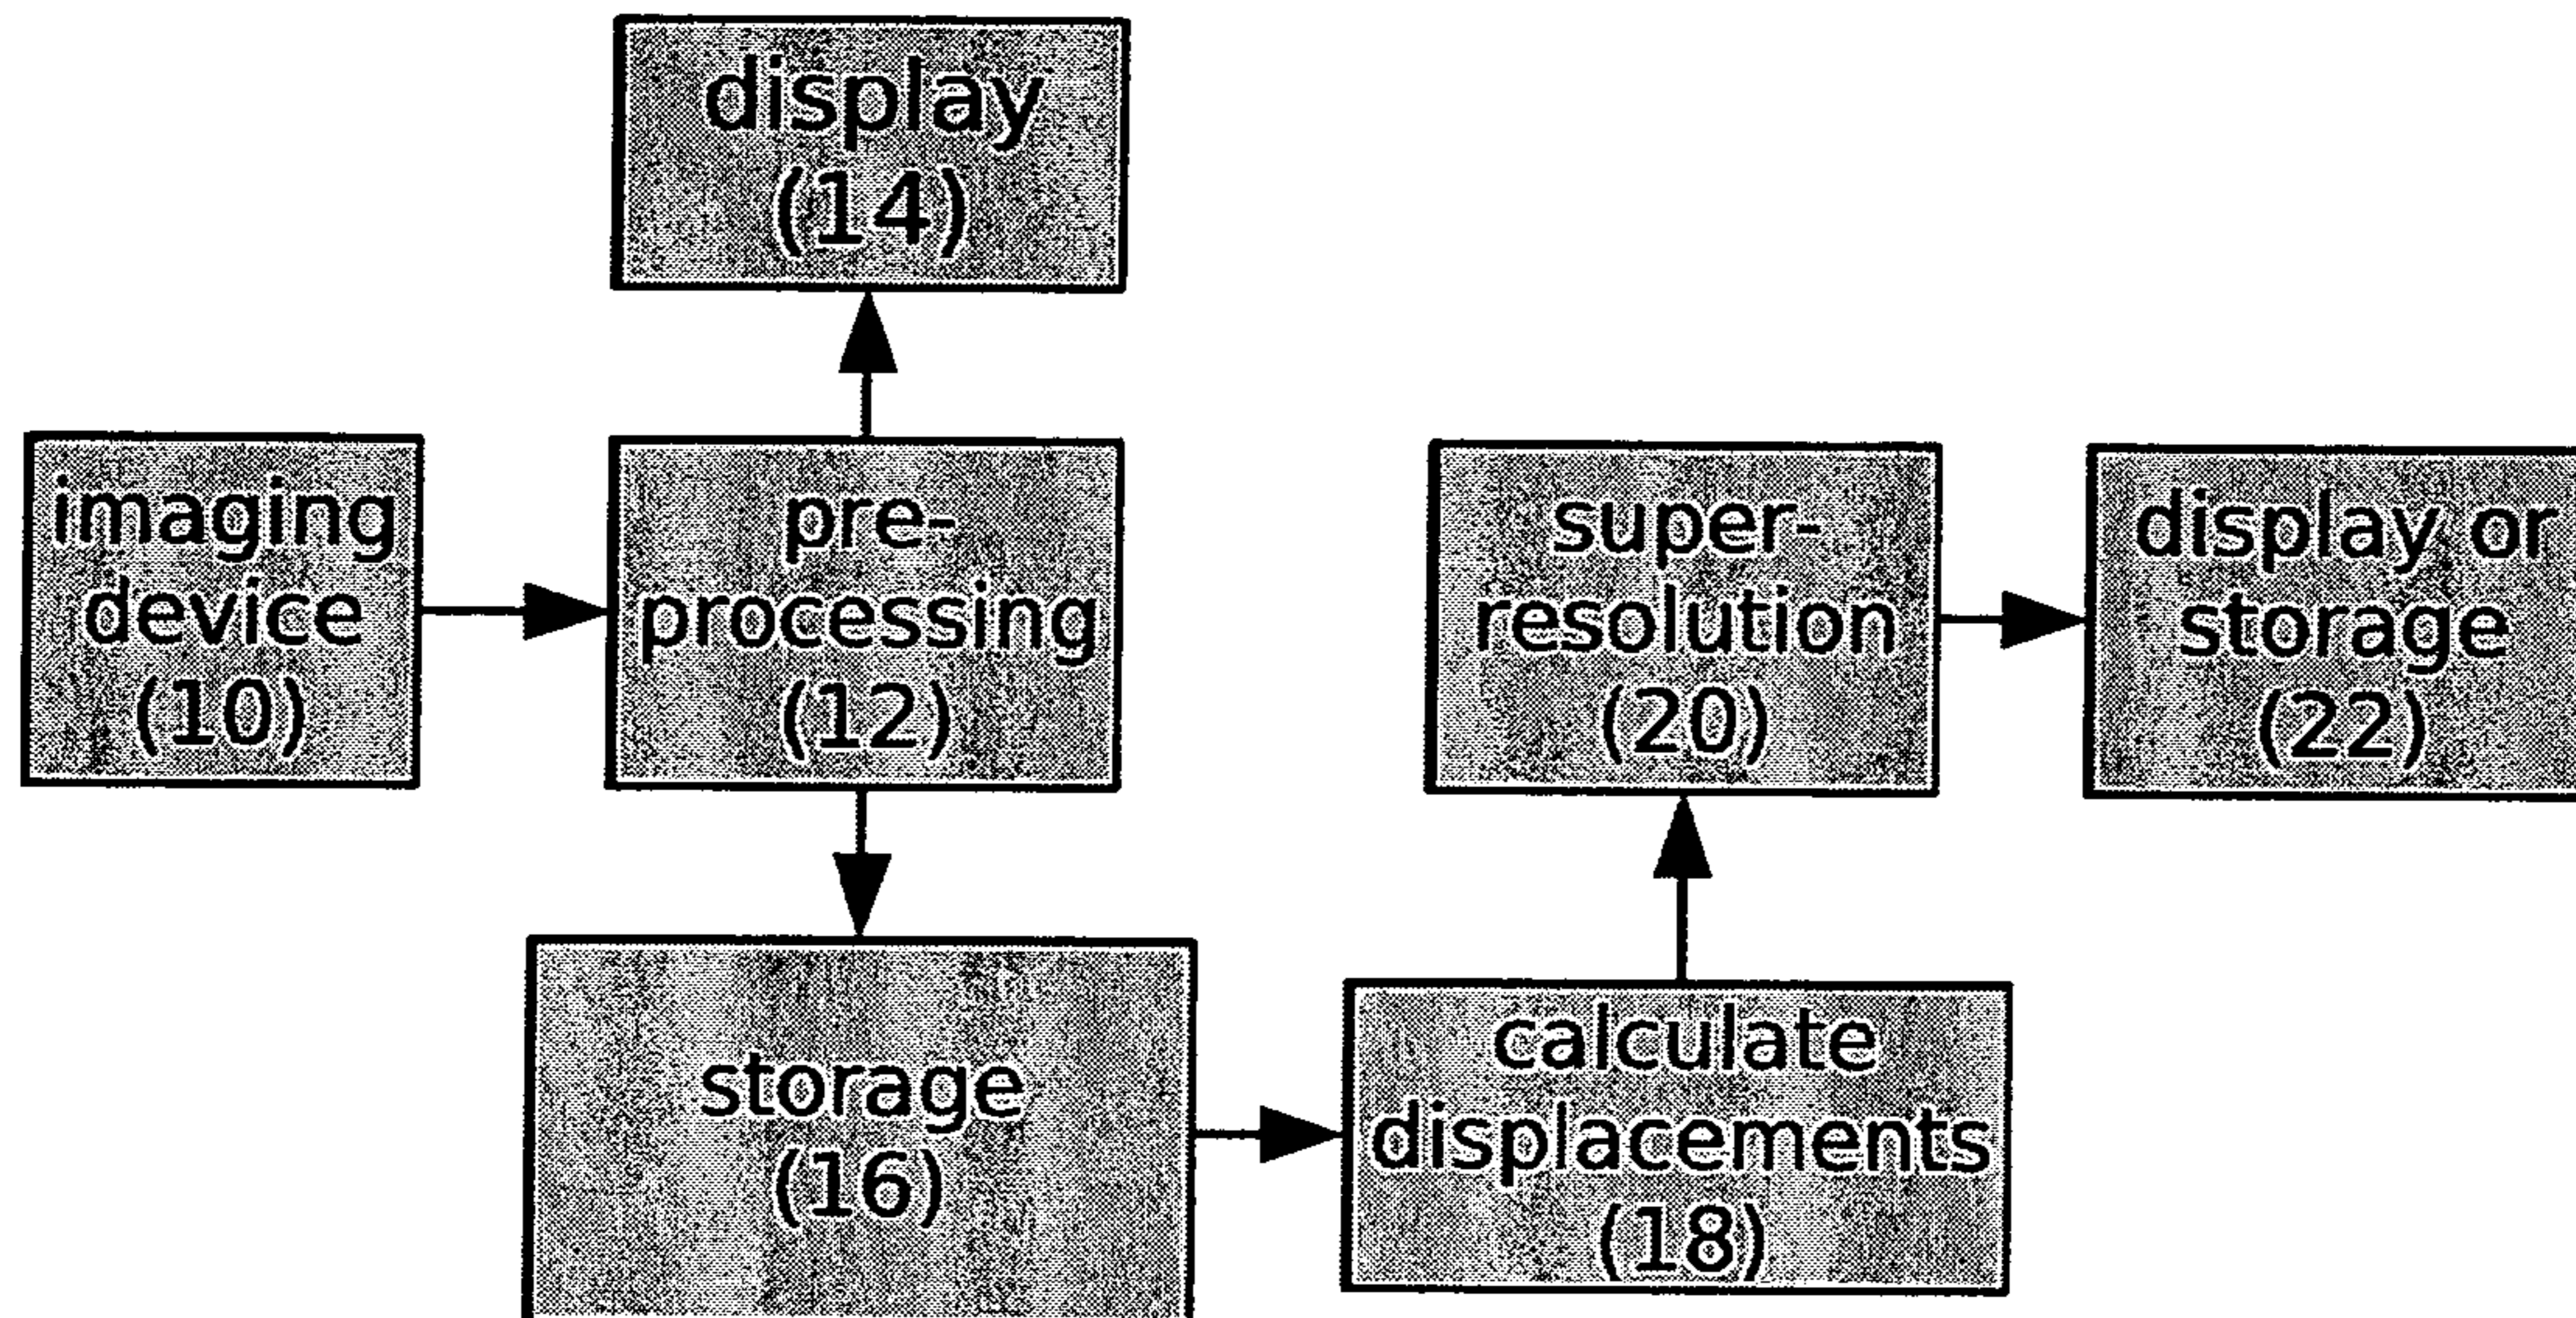 display
(14)
imaging
device
(10)
pre-
processing
(12)
super-
resolution
(20)
display or
storage
(22)
storage
(16)
calculate
displacements
(18)